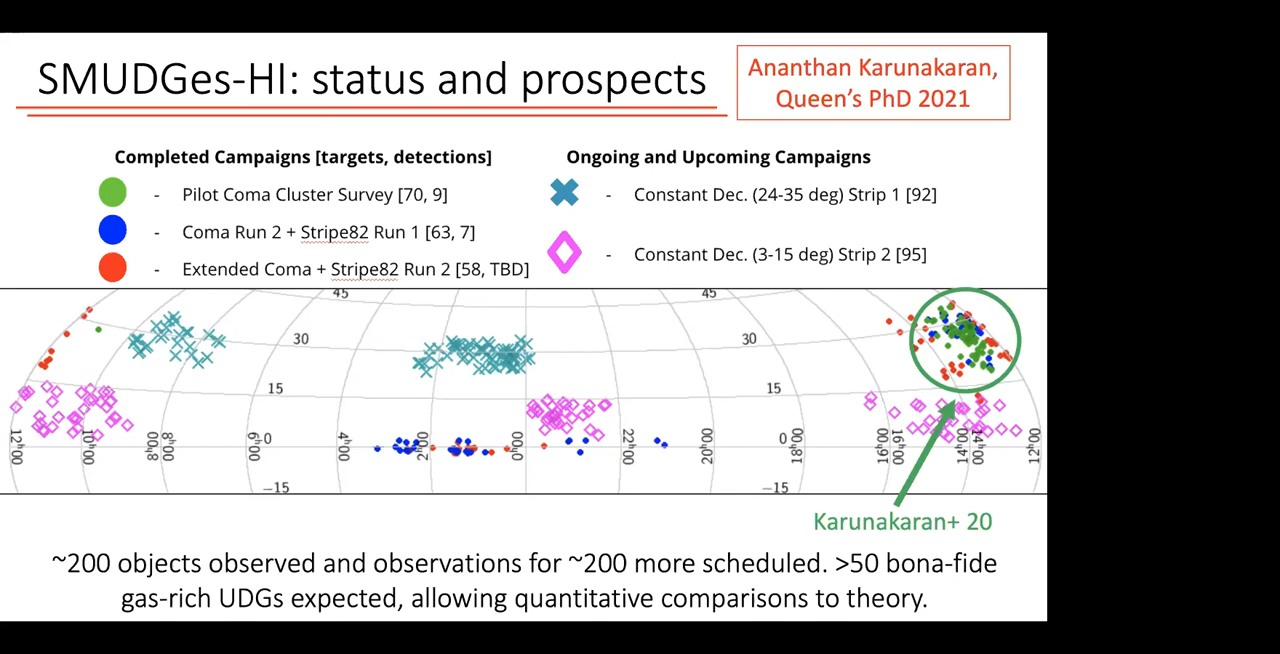 SMUDGes-HI: status and prospects
Ananthan Karunakaran,
Queen's PhD 2021
Completed Campaigns [targets, detections]
- Pilot Coma Cluster Survey [70, 9]
- Coma Run 2 + Stripe82 Run 1 [63, 7]
- Extended Coma + Stripe82 Run 2 [58, TBD]
Ongoing and Upcoming Campaigns
- Constant Dec. (24-35 deg) Strip 1 [92]
- Constant Dec. (3-15 deg) Strip 2 [95]
45 45
30 30
15 15
12h00 10h00 8h00 8h00 6h00 0 4h00 2h00 0h00 22h00 20h00 0 18h00 16h00 16h00 14h00 14h00 12h00
−15 −15
Karunakaran+ 20
~200 objects observed and observations for ~200 more scheduled. >50 bona-fide
gas-rich UDGs expected, allowing quantitative comparisons to theory.